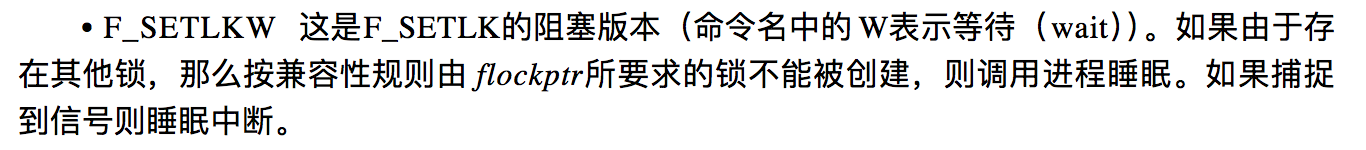 • F_SETLKW 这是F_SETLK的阻塞版本（命令名中的W表示等待（wait））。如果由于存
在其他锁，那么按兼容性规则由 flockptr所要求的锁不能被创建，则调用进程睡眠。如果捕捉
到信号则睡眠中断。